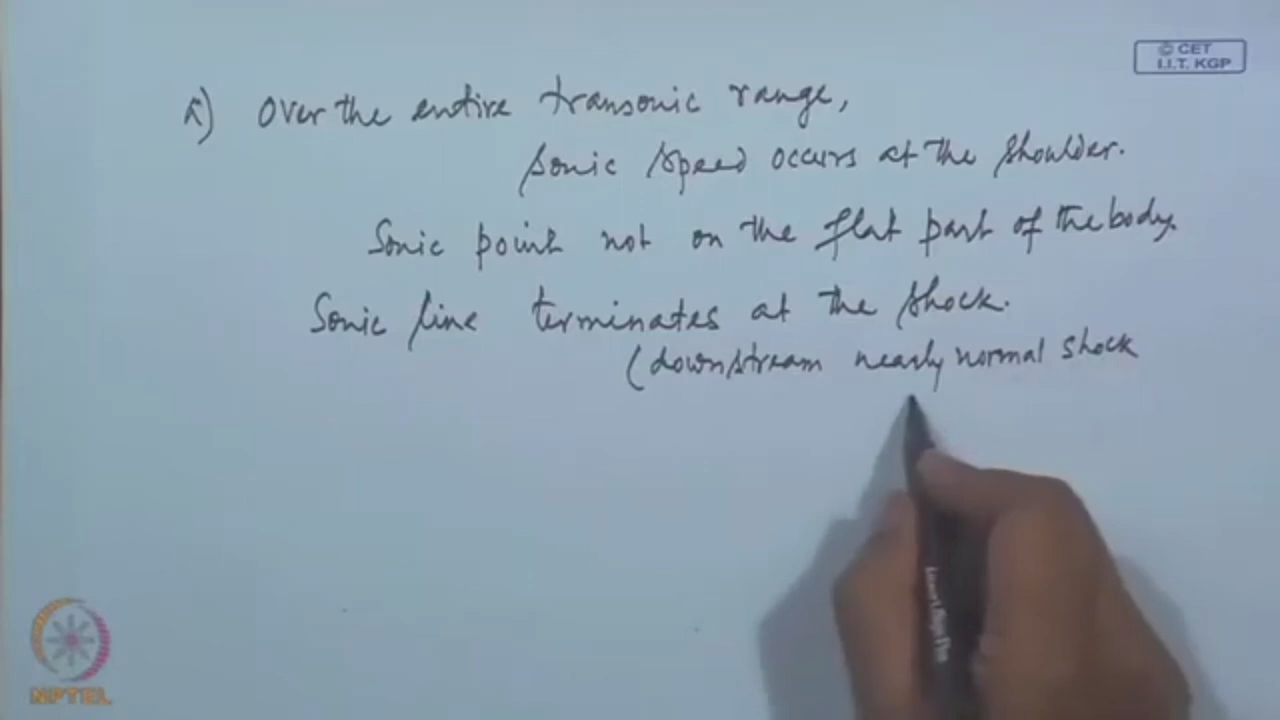 © CET
I.I.T. KGP
Over the entire transonic range,
sonic speed occurs at the shoulder.
Sonic point not on the flat part of the body.
Sonic line terminates at the shock.
(downstream nearly normal shock
NPTEL